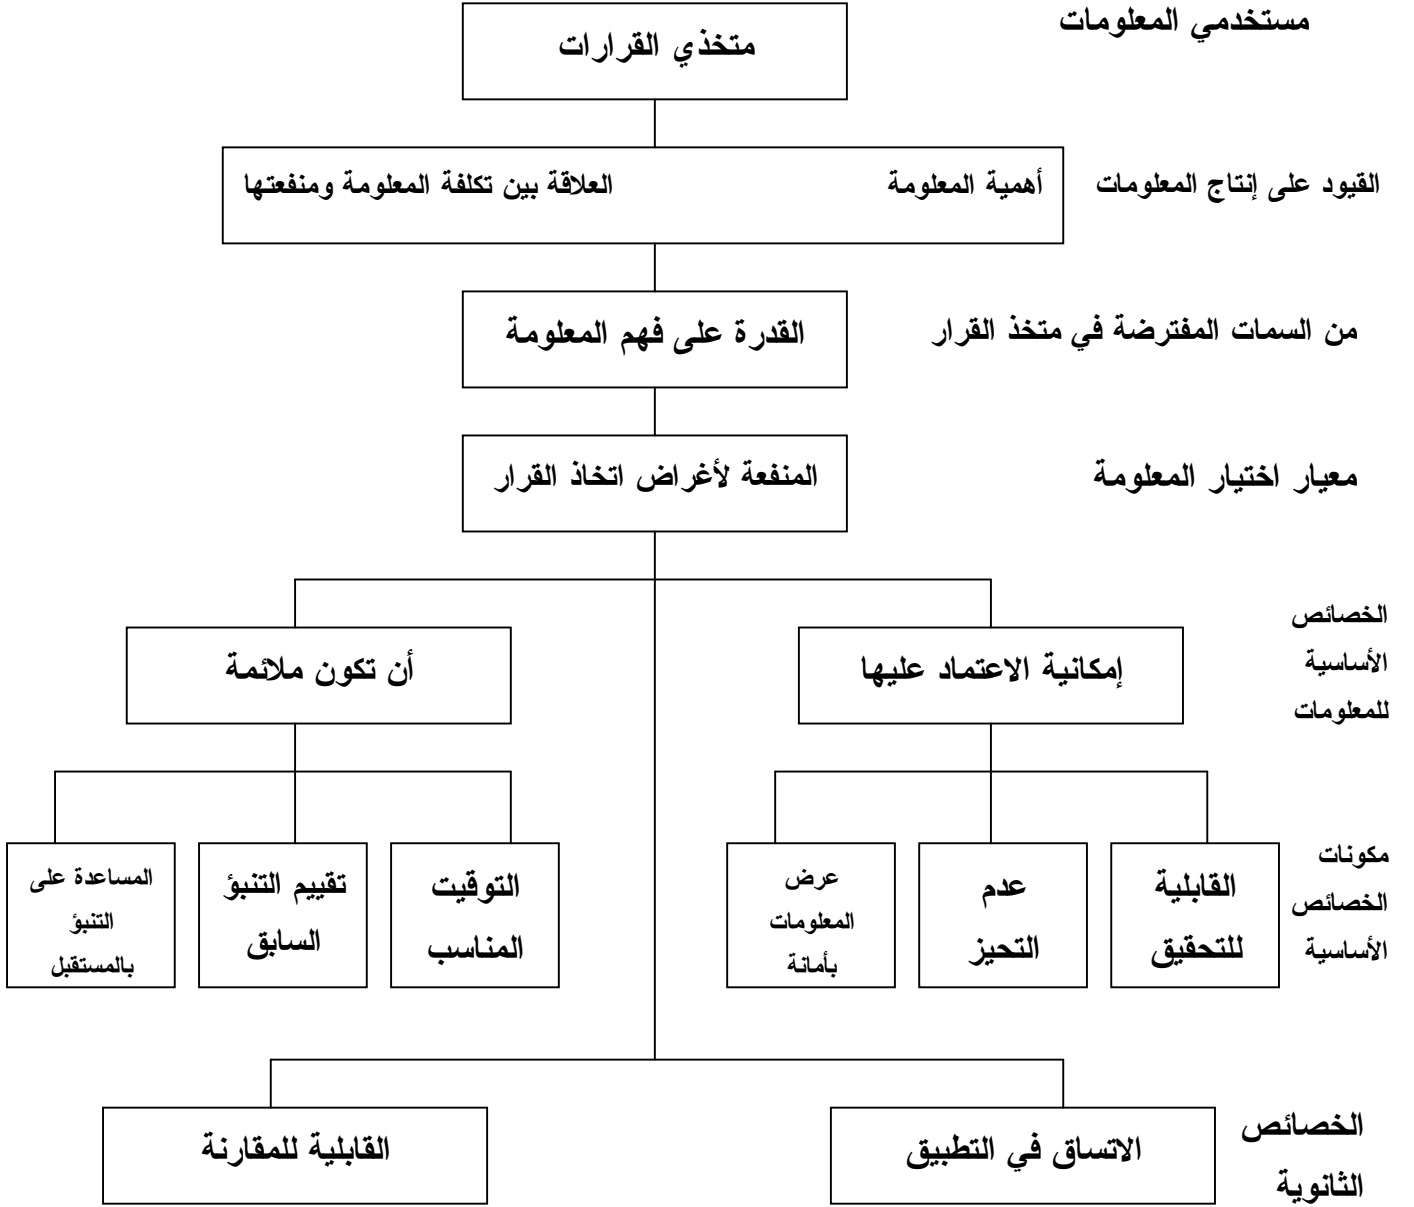 مستخدمي المعلومات
متخذي القرارات
القيود على إنتاج المعلومات
أهمية المعلومة
العلاقة بين تكلفة المعلومة ومنفعتها
من السمات المفترضة في متخذ القرار
القدرة على فهم المعلومة
معيار اختيار المعلومة
المنفعة لأغراض اتخاذ القرار
الخصائص
الأساسية
للمعلومات
إمكانية الاعتماد عليها
أن تكون ملائمة
مكونات
الخصائص
الأساسية
القابلية
للتحقيق
عدم
التحيز
عرض
المعلومات
بأمانة
التوقيت
المناسب
تقييم التنبؤ
السابق
المساعدة على
التنبؤ
بالمستقبل
الخصائص
الثانوية
الاتساق في التطبيق
القابلية للمقارنة